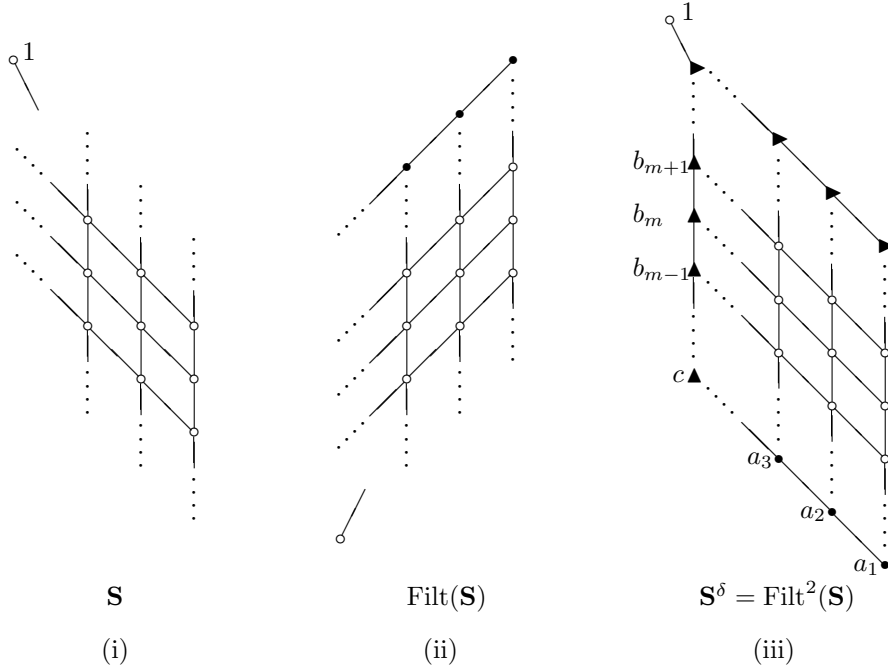 1
1
b_{m+1}
b_m
b_{m−1}
c
a_3
a_2
a_1
S Filt(S) S^δ = Filt^2(S)
(i) (ii) (iii)